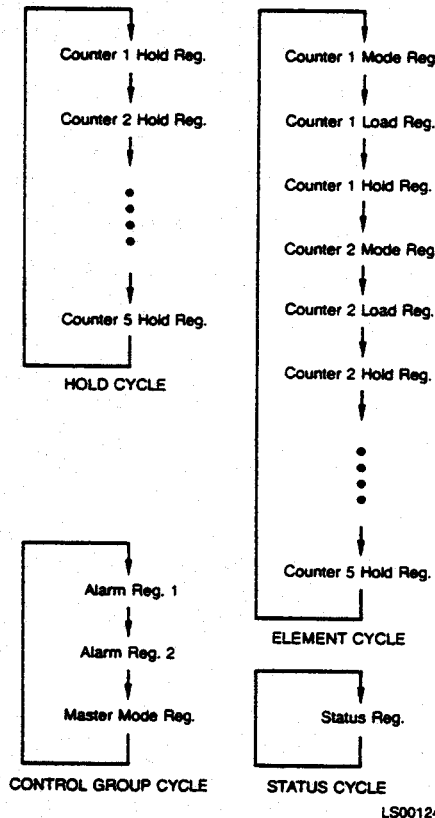 Counter 1 Hold Reg.
Counter 2 Hold Reg.
Counter 5 Hold Reg.
HOLD CYCLE
Counter 1 Mode Reg
Counter 1 Load Reg.
Counter 1 Hold Reg.
Counter 2 Mode Reg
Counter 2 Load Reg.
Counter 2 Hold Reg.
Counter 5 Hold Reg.
ELEMENT CYCLE
Alarm Reg. 1
Alarm Reg. 2
Master Mode Reg.
CONTROL GROUP CYCLE
Status Reg.
STATUS CYCLE
LS00124